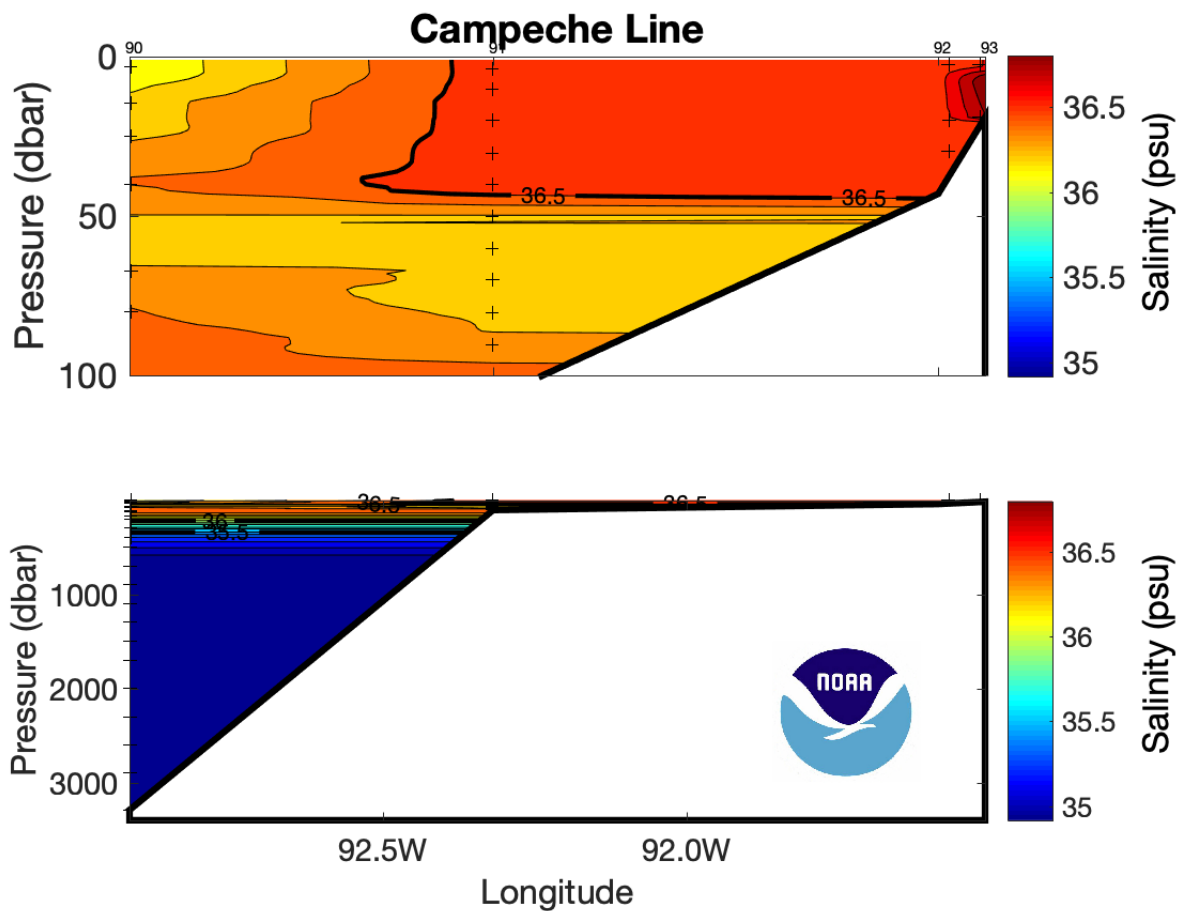 Campeche Line
90 91 92 93
0
50
100
Pressure (dbar)
36.5 36.5
36.5
36
35.5
35
Salinity (psu)
36.5 36.5
36
35.5
1000
2000
3000
Pressure (dbar)
NOAA
36.5
36
35.5
35
Salinity (psu)
92.5W 92.0W
Longitude